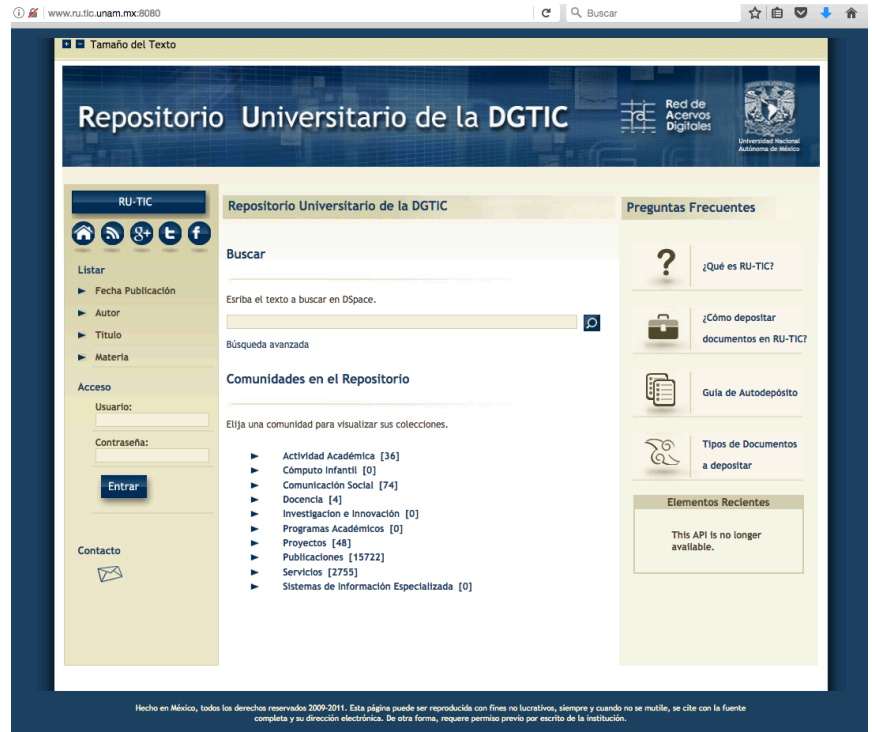 www.ru.tic.unam.mx:8080
Buscar
Tamaño del Texto
Repositorio Universitario de la DGTIC
Red de
Acervos
Digitales
Universidad Nacional
Autónoma de México
RU-TIC
Listar
Fecha Publicación
Autor
Titulo
Materia
Acceso
Usuario:
Contraseña:
Entrar
Contacto
Repositorio Universitario de la DGTIC
Buscar
Esriba el texto a buscar en DSpace.
Búsqueda avanzada
Comunidades en el Repositorio
Elija una comunidad para visualizar sus colecciones.
Actividad Académica [36]
Cómputo Infantil [0]
Comunicación Social [74]
Docencia [4]
Investigacion e Innovación [0]
Programas Académicos [0]
Proyectos [48]
Publicaciones [15722]
Servicios [2755]
Sistemas de Información Especializada [0]
Preguntas Frecuentes
¿Qué es RU-TIC?
¿Cómo depositar
documentos en RU-TIC?
Guía de Autodepósito
Tipos de Documentos
a depositar
Elementos Recientes
This API is no longer
available.
Hecho en México, todos los derechos reservados 2009-2011. Esta página puede ser reproducida con fines no lucrativos, siempre y cuando no se mutile, se cite con la fuente
completa y su dirección electrónica. De otra forma, requere permiso previo por escrito de la institución.